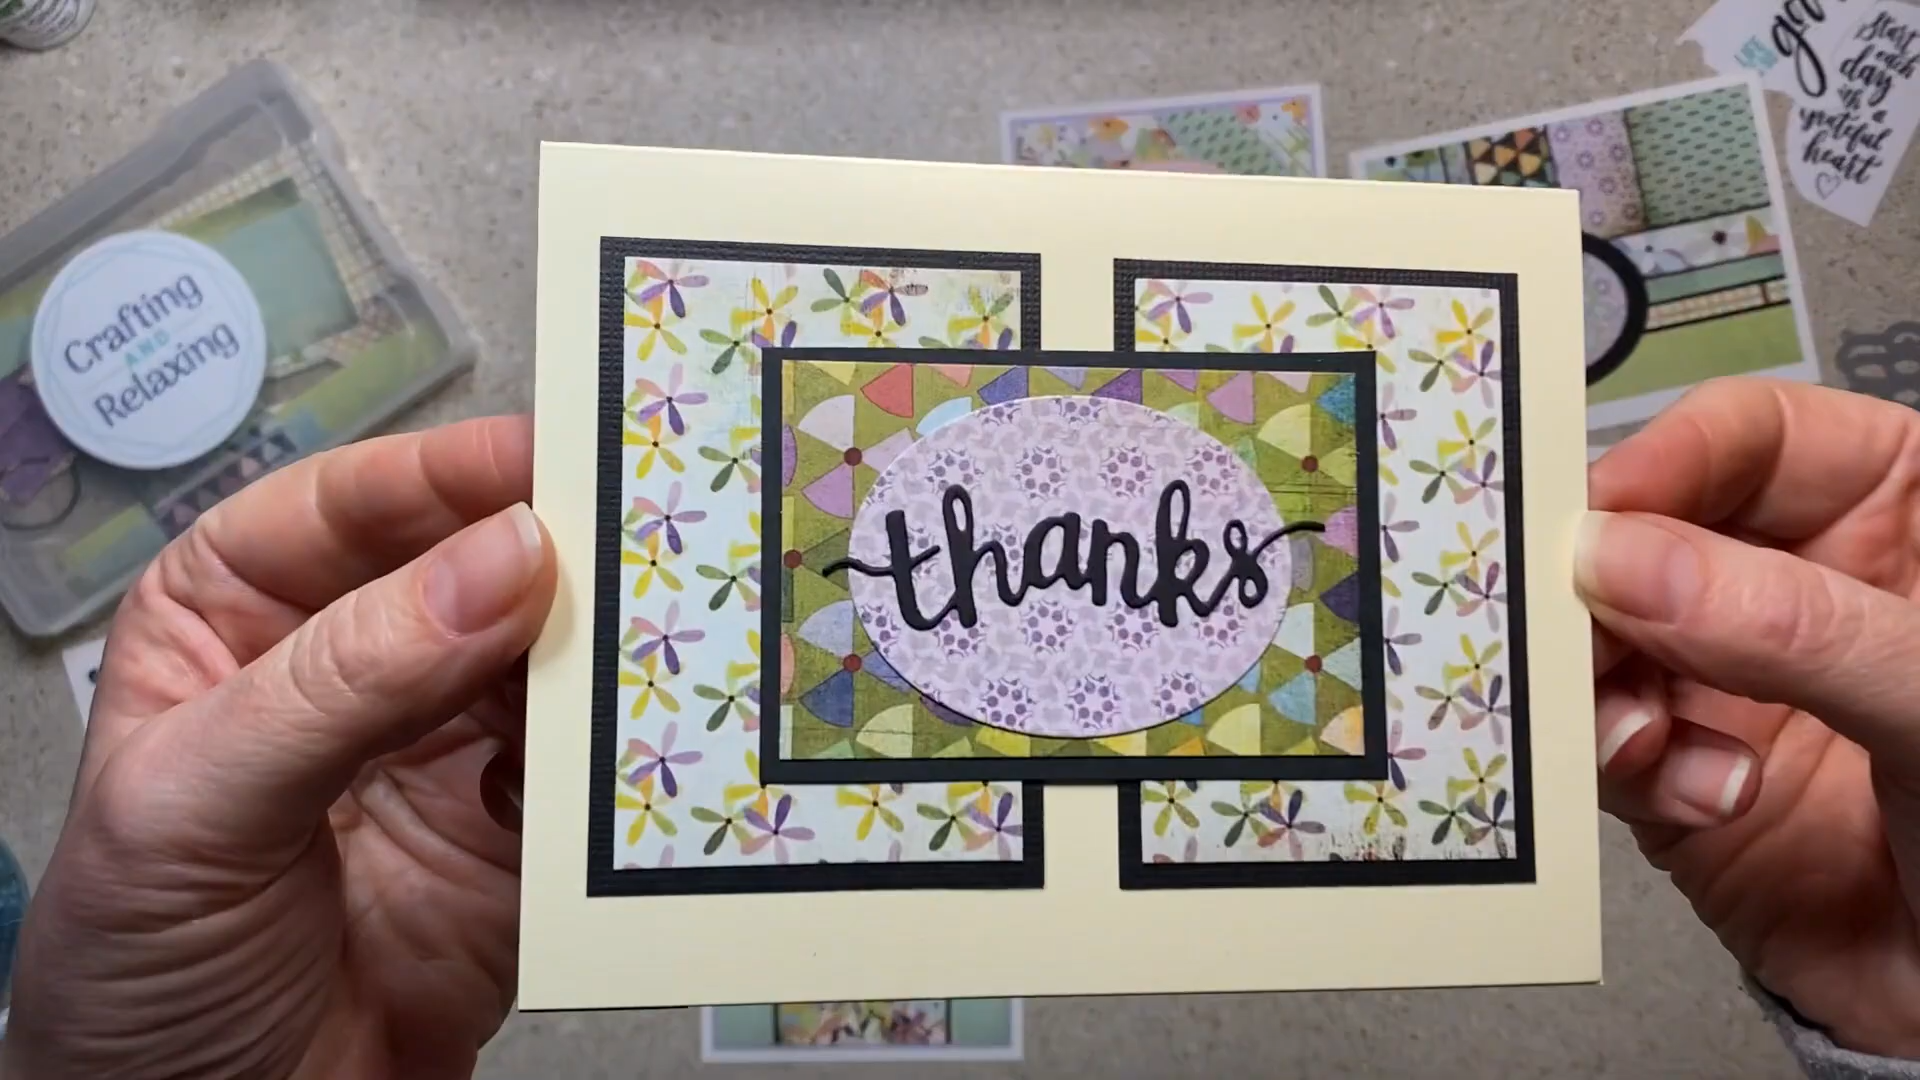 Crafting
AND
Relaxing
thanks
Start
each
day
with a
grateful
heart